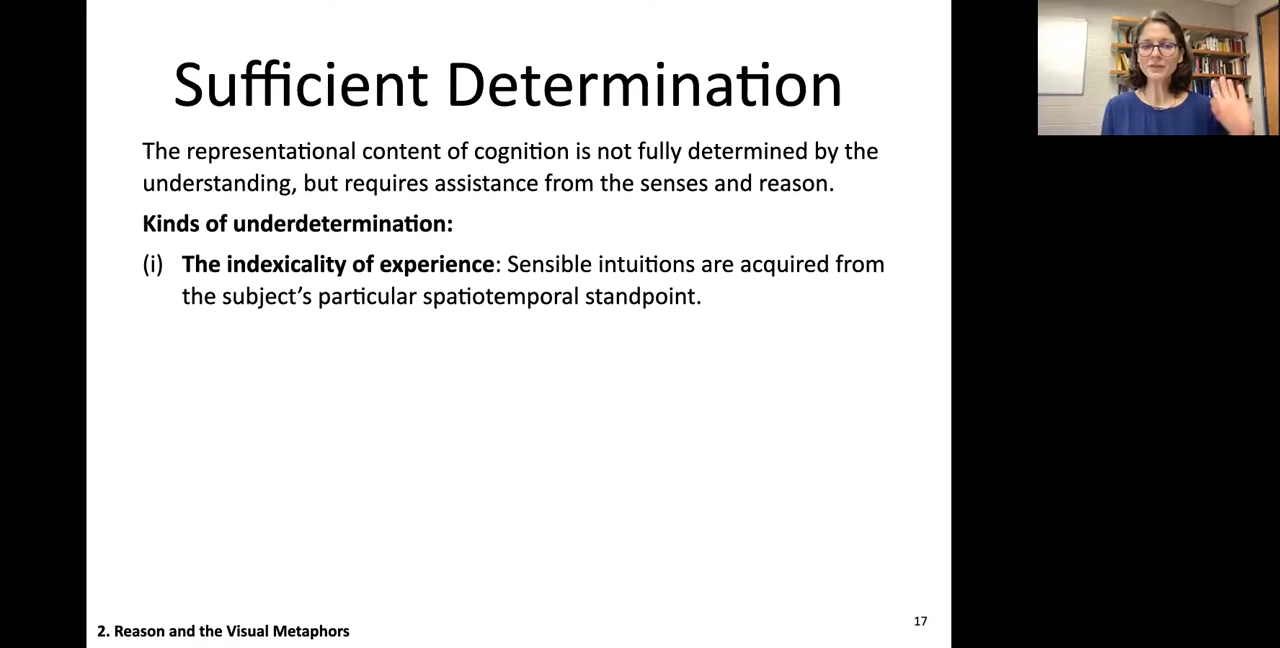 Sufficient Determination
The representational content of cognition is not fully determined by the
understanding, but requires assistance from the senses and reason.
Kinds of underdetermination:
(i) The indexicality of experience: Sensible intuitions are acquired from
the subject’s particular spatiotemporal standpoint.
2. Reason and the Visual Metaphors
17